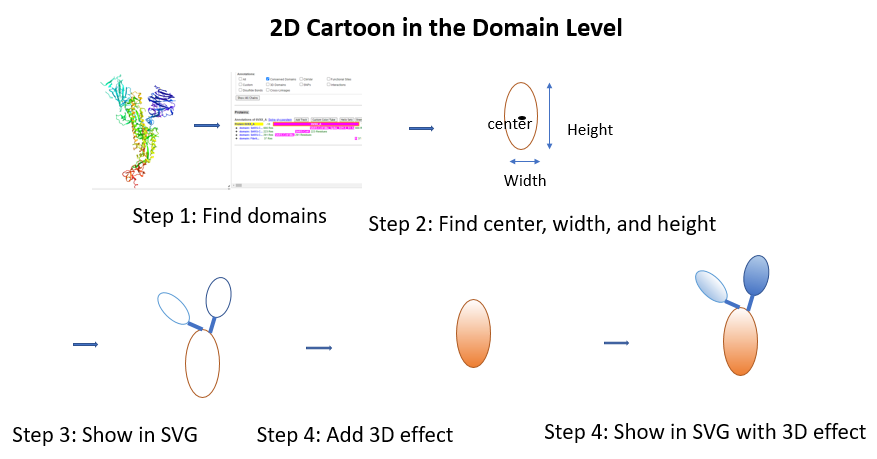 2D Cartoon in the Domain Level
center
Height
Width
Step 1: Find domains
Step 2: Find center, width, and height
Step 3: Show in SVG
Step 4: Add 3D effect
Step 4: Show in SVG with 3D effect